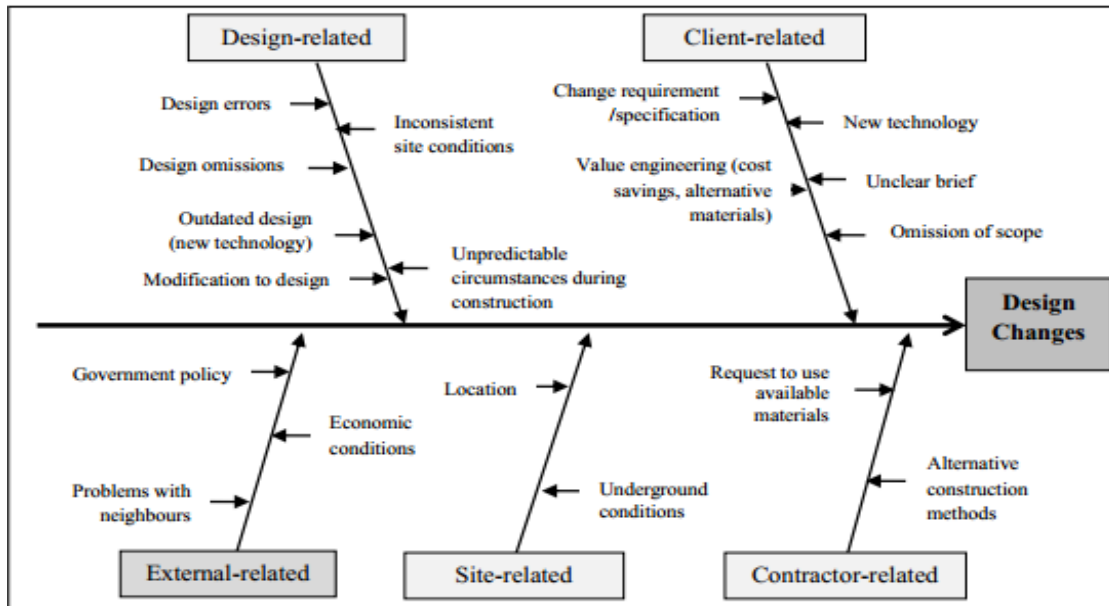 Design-related
Client-related
Design errors
Inconsistent
site conditions
Design omissions
Outdated design
(new technology)
Modification to design
Unpredictable
circumstances during
construction
Change requirement
/specification
New technology
Value engineering (cost
savings, alternative
materials)
Unclear brief
Omission of scope
Design
Changes
Government policy
Economic
conditions
Problems with
neighbours
Location
Underground
conditions
Request to use
available
materials
Alternative
construction
methods
External-related
Site-related
Contractor-related